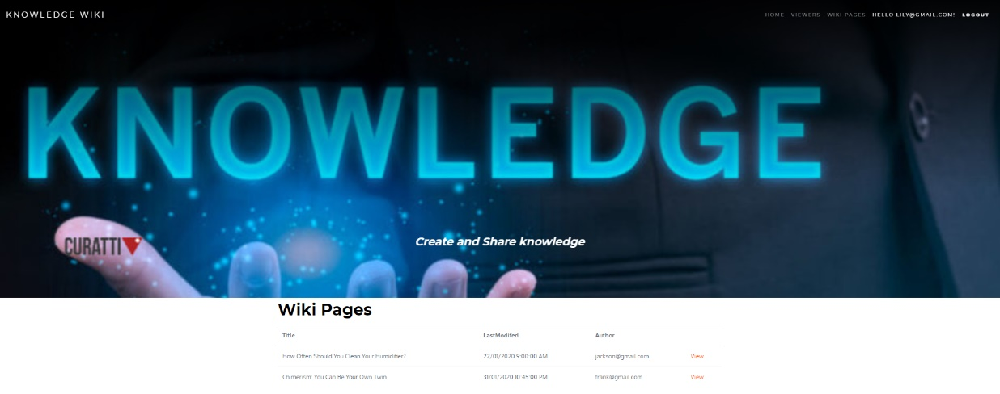 KNOWLEDGE WIKI
HOME VIEWERS WIKI PAGES HELLO LILY@GMAIL.COM! LOGOUT
KNOWLEDGE
CURATTI
Create and Share knowledge
Wiki Pages
Title LastModifed Author
How Often Should You Clean Your Humidifier? 22/01/2020 9:00:00 AM jackson@gmail.com View
Chimerism: You Can Be Your Own Twin 31/01/2020 10:45:00 PM frank@gmail.com View